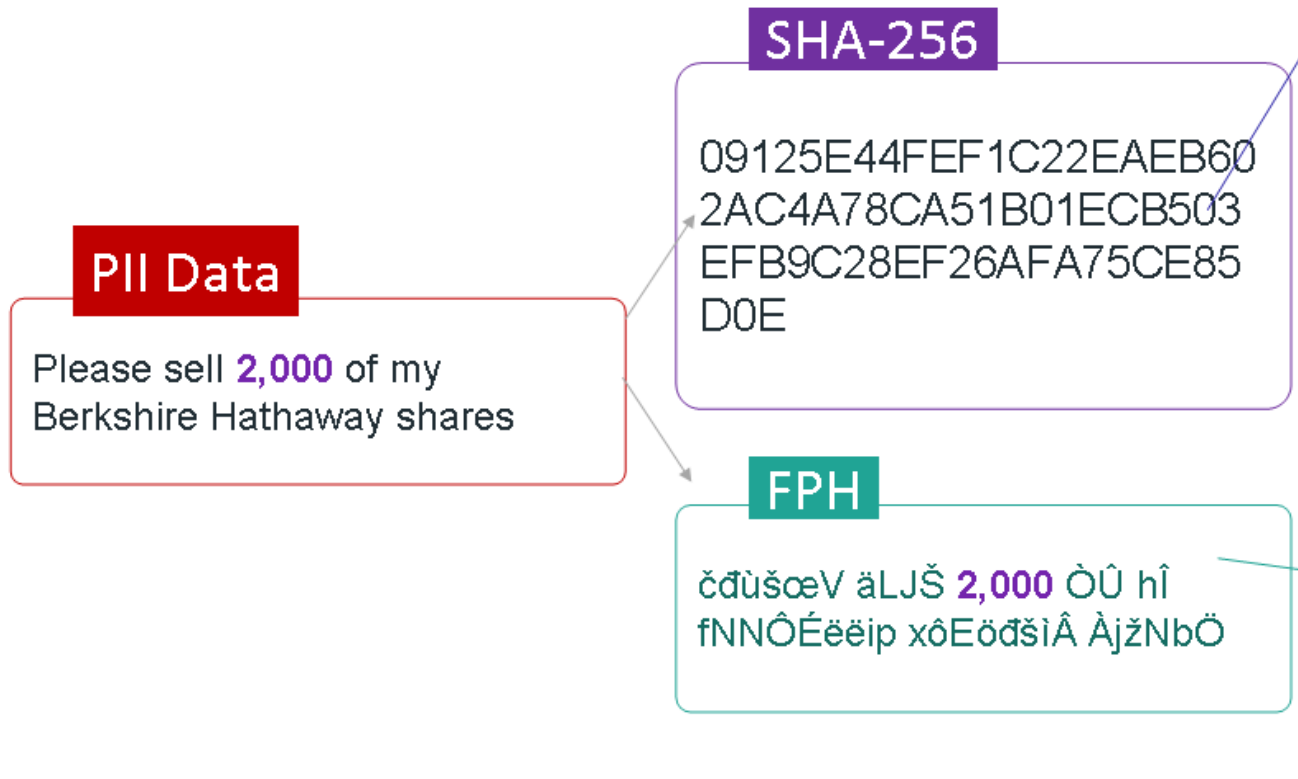 SHA-256
09125E44FEF1C22EAEB60
2AC4A78CA51B01ECB503
EFB9C28EF26AFA75CE85
D0E
PII Data
Please sell 2,000 of my
Berkshire Hathaway shares
FPH
čđùšœV äLJŠ 2,000 ÒÛ hÎ
fNNÔÉëëip xôEöđšìÂ ÀjžNbÖ